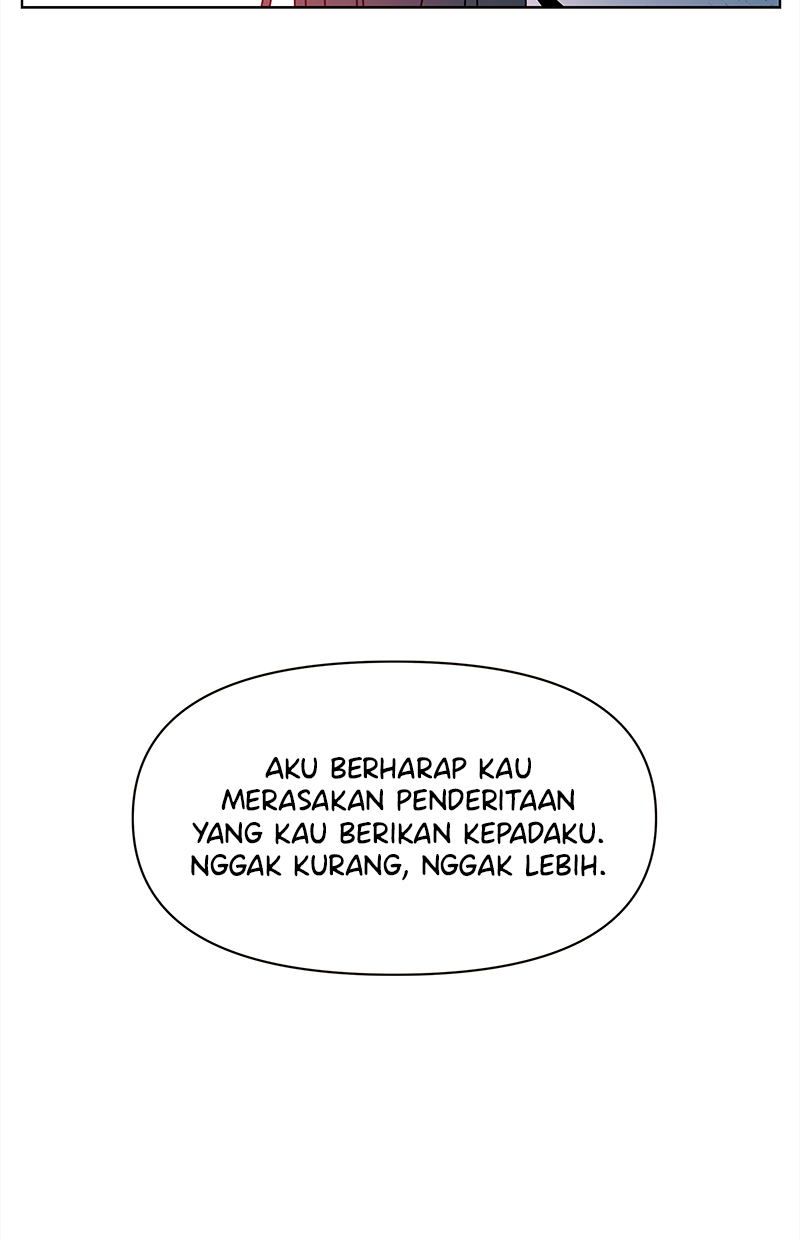 AKU BERHARAP KAU
MERASAKAN PENDERITAAN
YANG KAU BERIKAN KEPADAKU.
NGGAK KURANG, NGGAK LEBIH.